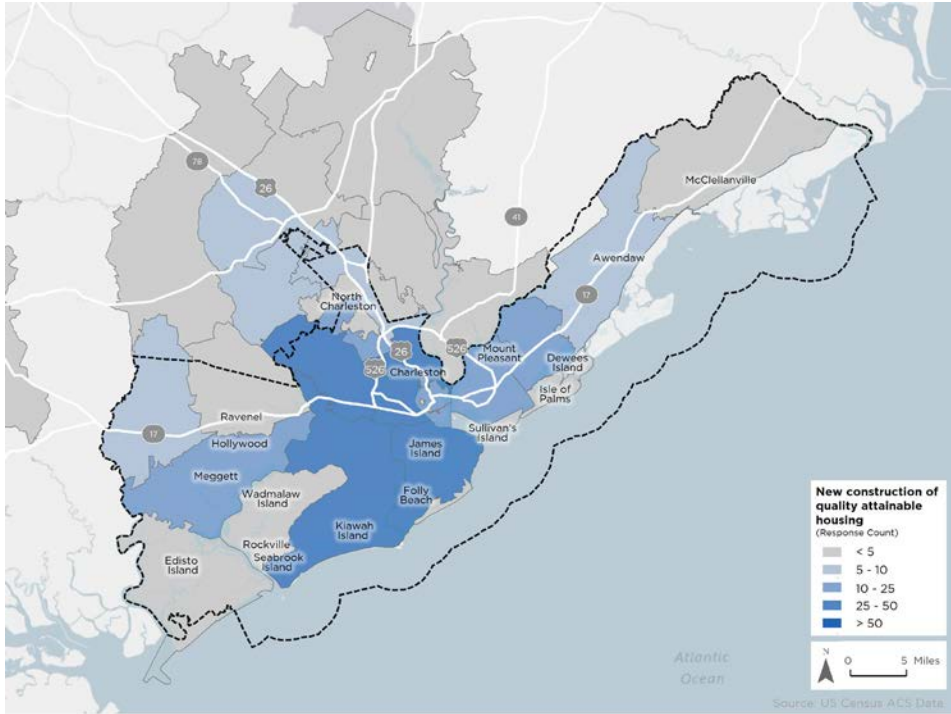 78
26
41
McClellanville
Awendaw
17
North
Charleston
526
26
526
Charleston
Mount
Pleasant
Dewees
Island
Isle of
Palms
Sullivan's
Island
Ravenel
17
Hollywood
Meggett
James
Island
Folly
Beach
Wadmalaw
Island
Kiawah
Island
Rockville
Seabrook
Island
Edisto
Island
New construction of
quality attainable
housing
(Response Count)
< 5
5 - 10
10 - 25
25 - 50
> 50
N
0 5 Miles
Atlantic
Ocean
Source: US Census ACS Data